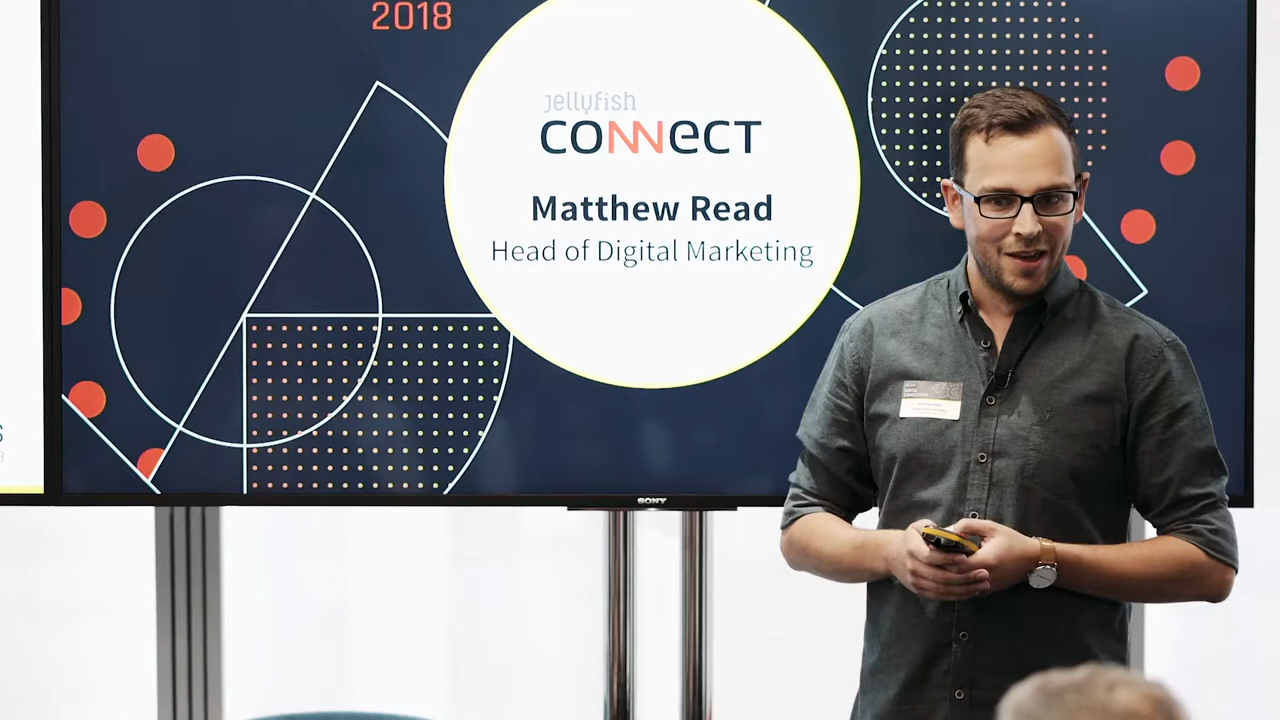 2018
jellyfish
CONNECT
Matthew Read
Head of Digital Marketing
SONY